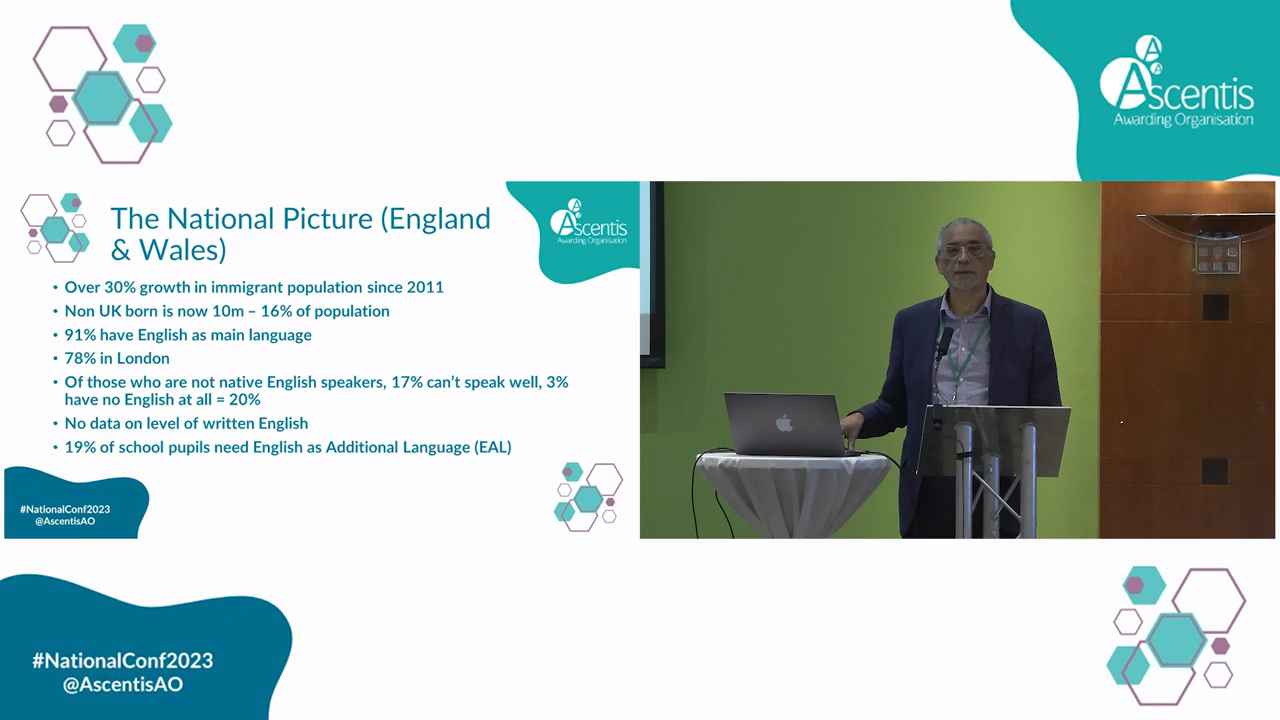 Ascentis
Awarding Organisation
The National Picture (England
& Wales)
Ascentis
Awarding Organisation
• Over 30% growth in immigrant population since 2011
• Non UK born is now 10m – 16% of population
• 91% have English as main language
• 78% in London
• Of those who are not native English speakers, 17% can't speak well, 3%
have no English at all = 20%
• No data on level of written English
• 19% of school pupils need English as Additional Language (EAL)
#NationalConf2023
@AscentisAO
#NationalConf2023
@AscentisAO